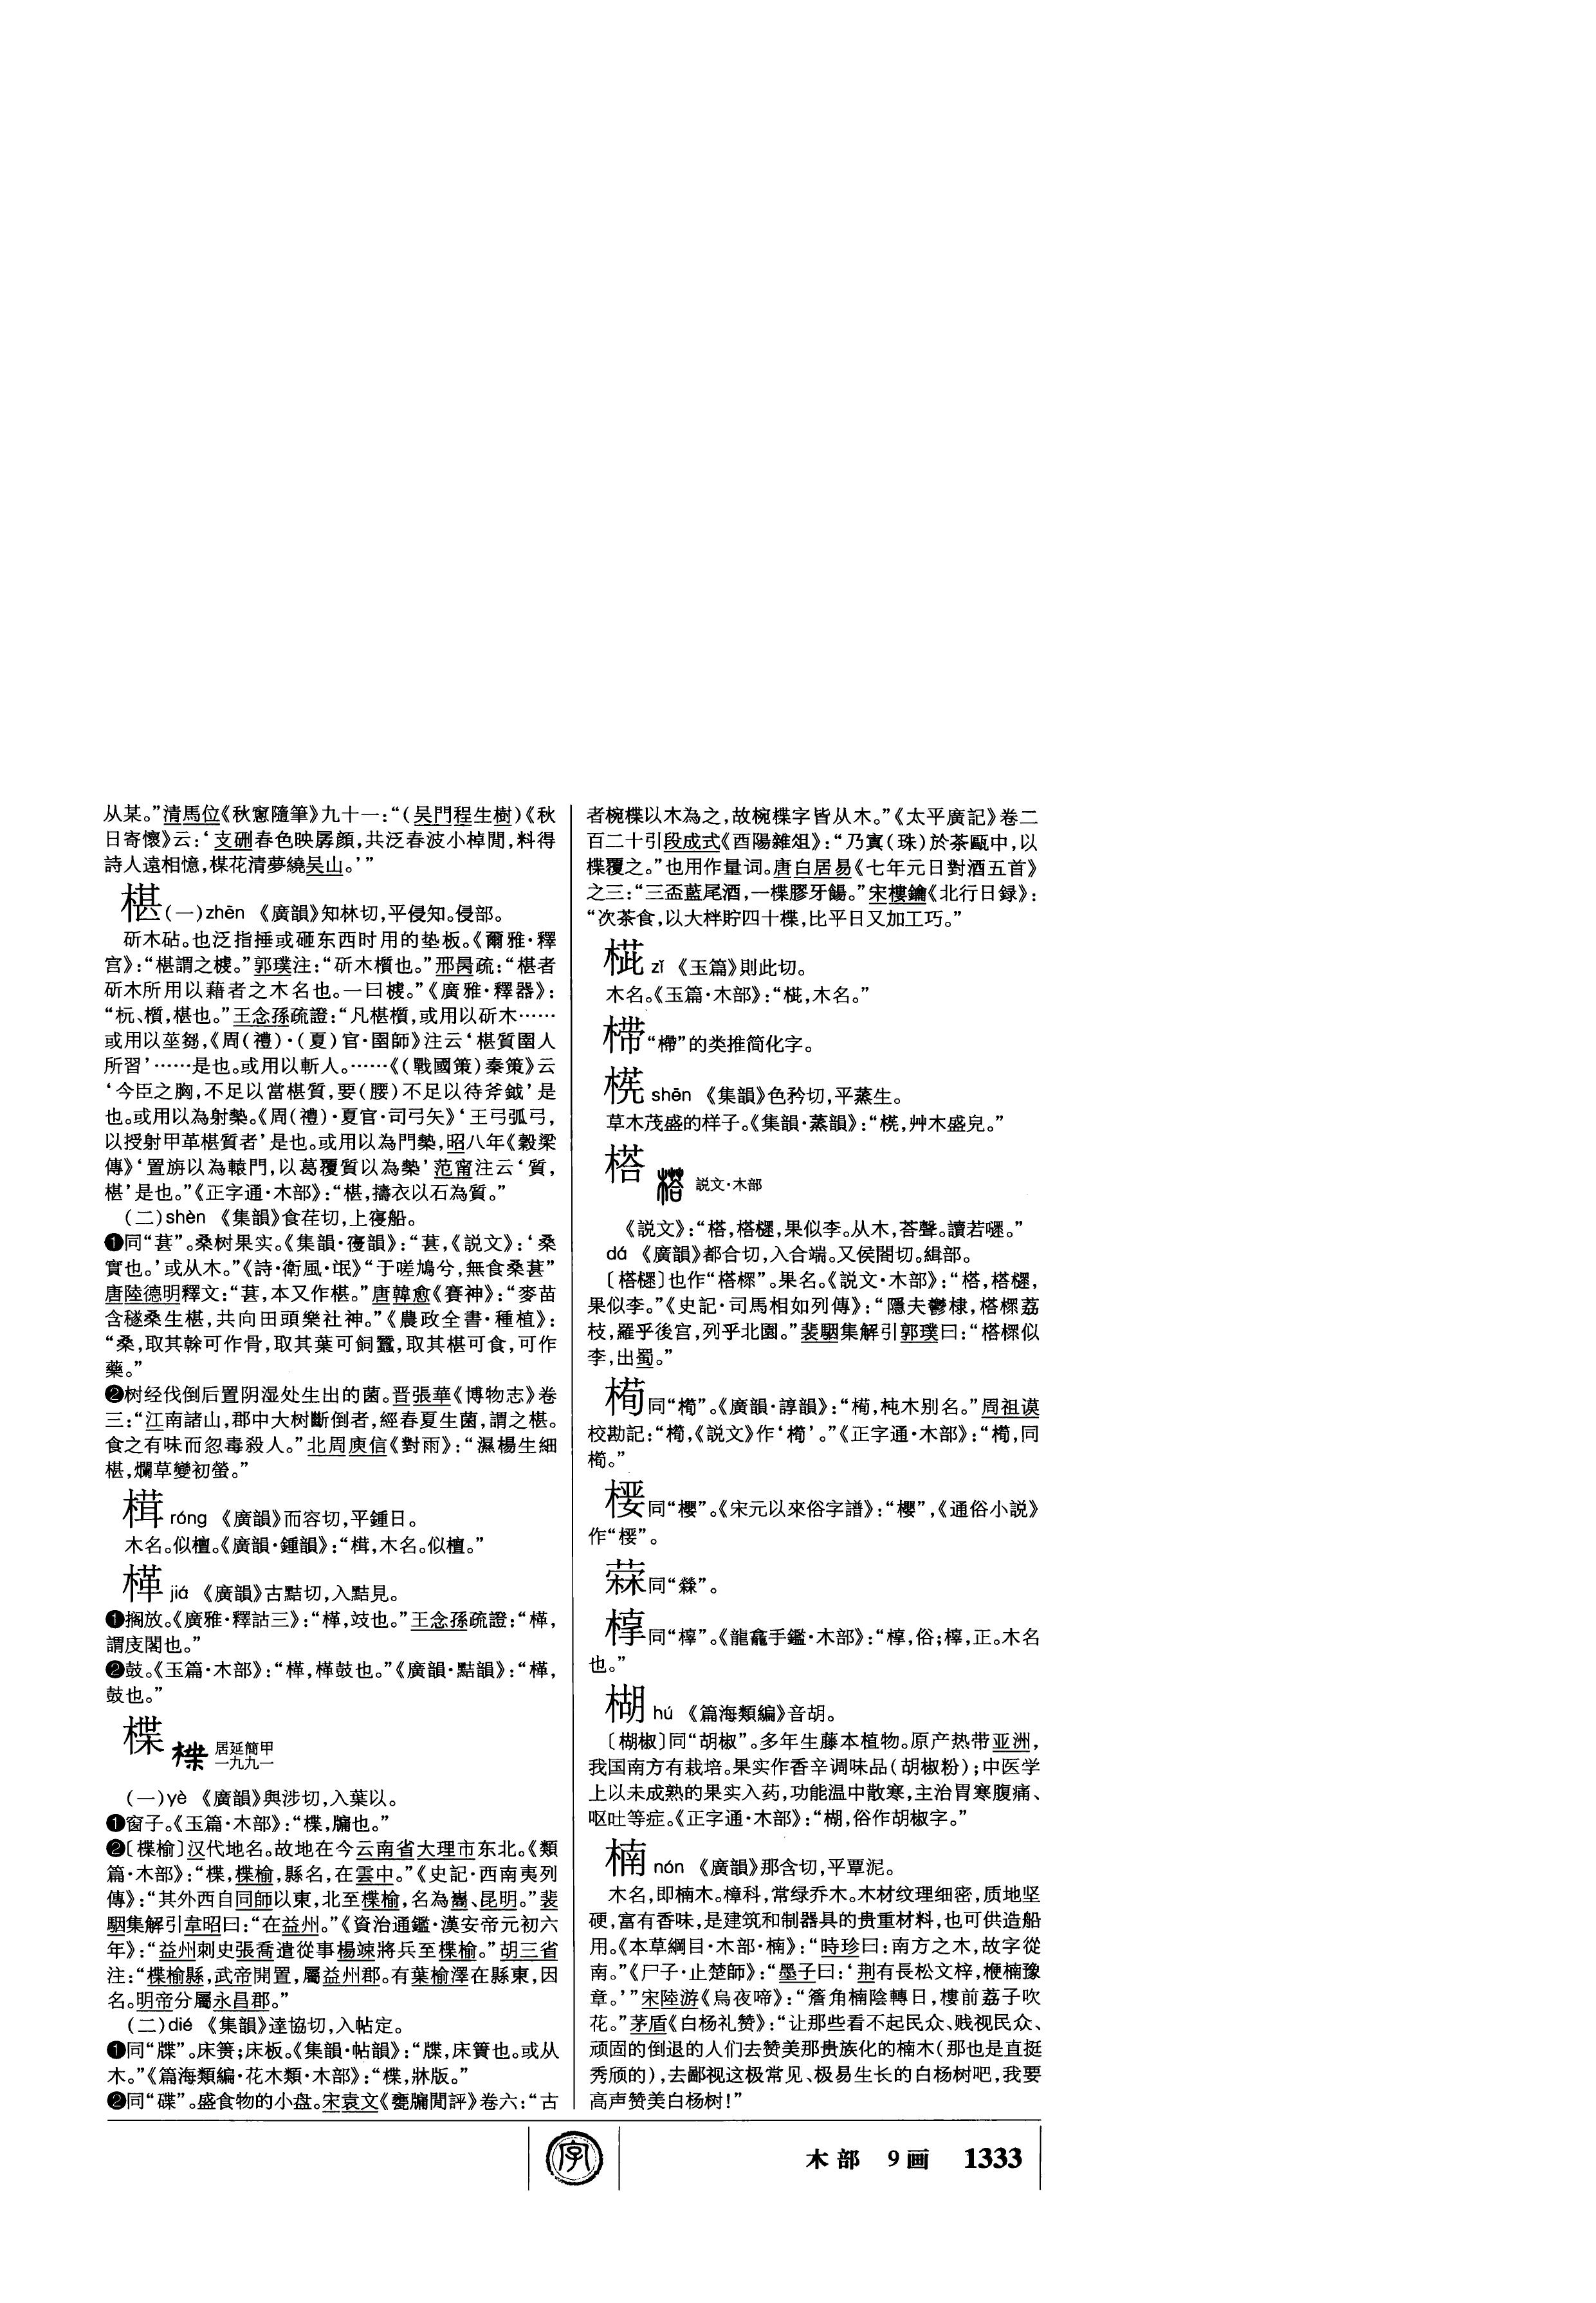 从某。”清馬位《秋窻隨筆》九十一：“（吴門程生樹）《秋
日寄懷》云：‘支硎春色映孱顔，共泛春波小棹閒，料得
詩人遠相憶，楳花清夢繞吴山。’”
椹(一)zhēn 《廣韻》知林切，平侵知。侵部。
斫木砧。也泛指捶或砸东西时用的垫板。《爾雅·釋
宫》：“椹謂之榩。”郭璞注：“斫木櫍也。”邢昺疏：“椹者
斫木所用以藉者之木名也。一曰榩。”《廣雅·釋器》：
“杬、櫍，椹也。”王念孫疏證：“凡椹櫍，或用以斫木……
或用以莝芻，《周（禮）·（夏）官·圉師》注云‘椹質圉人
所習’……是也。或用以斬人。……《（戰國策）秦策》云
‘今臣之胸，不足以當椹質，要（腰）不足以待斧鉞’是
也。或用以為射槷。《周（禮）·夏官·司弓矢》‘王弓弧弓，
以授射甲革椹質者’是也。或用以為門槷，昭八年《穀梁
傳》‘置旃以為轅門，以葛覆質以為槷’范甯注云‘質，
椹’是也。”《正字通·木部》：“椹，擣衣以石為質。”
(二)shèn 《集韻》食荏切，上寑船。
❶同“葚”。桑树果实。《集韻·寑韻》：“葚，《説文》：‘桑
實也。’或从木。”《詩·衛風·氓》“于嗟鳩兮，無食桑葚”
唐陸德明釋文：“葚，本又作椹。”唐韓愈《賽神》：“麥苗
含穟桑生椹，共向田頭樂社神。”《農政全書·種植》：
“桑，取其榦可作骨，取其葉可飼蠶，取其椹可食，可作
藥。”
❷树经伐倒后置阴湿处生出的菌。晋張華《博物志》卷
三：“江南諸山，郡中大树斷倒者，經春夏生菌，謂之椹。
食之有味而忽毒殺人。”北周庾信《對雨》：“濕楊生細
椹，爛草變初螢。”
楫 róng 《廣韻》而容切，平鍾日。
木名。似檀。《廣韻·鍾韻》：“，木名。似檀。”
楎 jiá 《廣韻》古黠切，入黠見。
❶搁放。《廣雅·釋詁三》：“，攱也。”王念孫疏證：“，
謂庋閣也。”
❷鼓。《玉篇·木部》：“，鼓也。”《廣韻·黠韻》：“，
鼓也。”
楪 居延簡甲
一九九一
(一)yè 《廣韻》與涉切，入葉以。
❶窗子。《玉篇·木部》：“楪，牖也。”
❷〔楪榆〕汉代地名。故地在今云南省大理市东北。《類
篇·木部》：“楪，楪榆，縣名，在雲中。”《史記·西南夷列
傳》：“其外西自同師以東，北至楪榆，名為嶲、昆明。”裴
駰集解引韋昭曰：“在益州。”《資治通鑑·漢安帝元初六
年》：“益州刺史張喬遣從事楊竦將兵至楪榆。”胡三省
注：“楪榆縣，武帝開置，屬益州郡。有葉榆澤在縣東，因
名。明帝分屬永昌郡。”
(二)dié 《集韻》達協切，入帖定。
❶同“牒”。床箦；床板。《集韻·帖韻》：“牒，床簀也。或从
木。”《篇海類編·花木類·木部》：“楪，牀版。”
❷同“碟”。盛食物的小盘。宋袁文《甕牖閒評》卷六：“古
者椀楪以木為之，故椀楪字皆从木。”《太平廣記》卷二
百二十引段成式《酉陽雜俎》：“乃寘（珠）於茶甌中，以
楪覆之。”也用作量词。唐白居易《七年元日對酒五首》
之三：“三盃藍尾酒，一楪膠牙餳。”宋樓鑰《北行日録》：
“次茶食，以大柈貯四十楪，比平日又加工巧。”
zǐ 《玉篇》則此切。
木名。《玉篇·木部》：“，木名。”
“”的类推简化字。
shēn 《集韻》色矜切，平蒸生。
草木茂盛的样子。《集韻·蒸韻》：“，艸木盛皃。”
榙 説文·木部
《説文》：“榙，榙㯚，果似李。从木，荅聲。讀若嚃。”
dá 《廣韻》都合切，入合端。又侯閤切。緝部。
〔榙㯚〕也作“榙㮚”。果名。《説文·木部》：“榙，榙㯚，
果似李。”《史記·司馬相如列傳》：“隱夫鬱棣，榙荔
枝，羅乎後宫，列乎北園。”裴駰集解引郭璞曰：“榙似
李，出蜀。”
同“橁”。《廣韻·諄韻》：“，杶木别名。”周祖谟
校勘記：“，《説文》作‘橁’。”《正字通·木部》：“，同
橁。”
同“櫻”。《宋元以來俗字譜》：“櫻”，《通俗小説》
作“”。
同“”。
同“”。《龍龕手鑑·木部》：“，俗；，正。木名
也。”
楜 hú 《篇海類編》音胡。
〔楜椒〕同“胡椒”。多年生藤本植物。原产热带亚洲，
我国南方有栽培。果实作香辛调味品（胡椒粉）；中医学
上以未成熟的果实入药，功能温中散寒，主治胃寒腹痛、
呕吐等症。《正字通·木部》：“楜，俗作胡椒字。”
楠 nán 《廣韻》那含切，平覃泥。
木名，即楠木。樟科，常绿乔木。木材纹理细密，质地坚
硬，富有香味，是建筑和制器具的贵重材料，也可供造船
用。《本草綱目·木部·楠》：“時珍曰：南方之木，故字從
南。”《尸子·止楚師》：“墨子曰：‘荆有長松文梓，楩楠豫
章。’”宋陸游《烏夜啼》：“簷角楠陰轉日，樓前荔子吹
花。”茅盾《白杨礼赞》：“让那些看不起民众、贱视民众、
顽固的倒退的人们去赞美那贵族化的楠木（那也是直挺
秀颀的），去鄙视这极常见、极易生长的白杨树吧，我要
高声赞美白杨树！”
字
木部 9画 1333